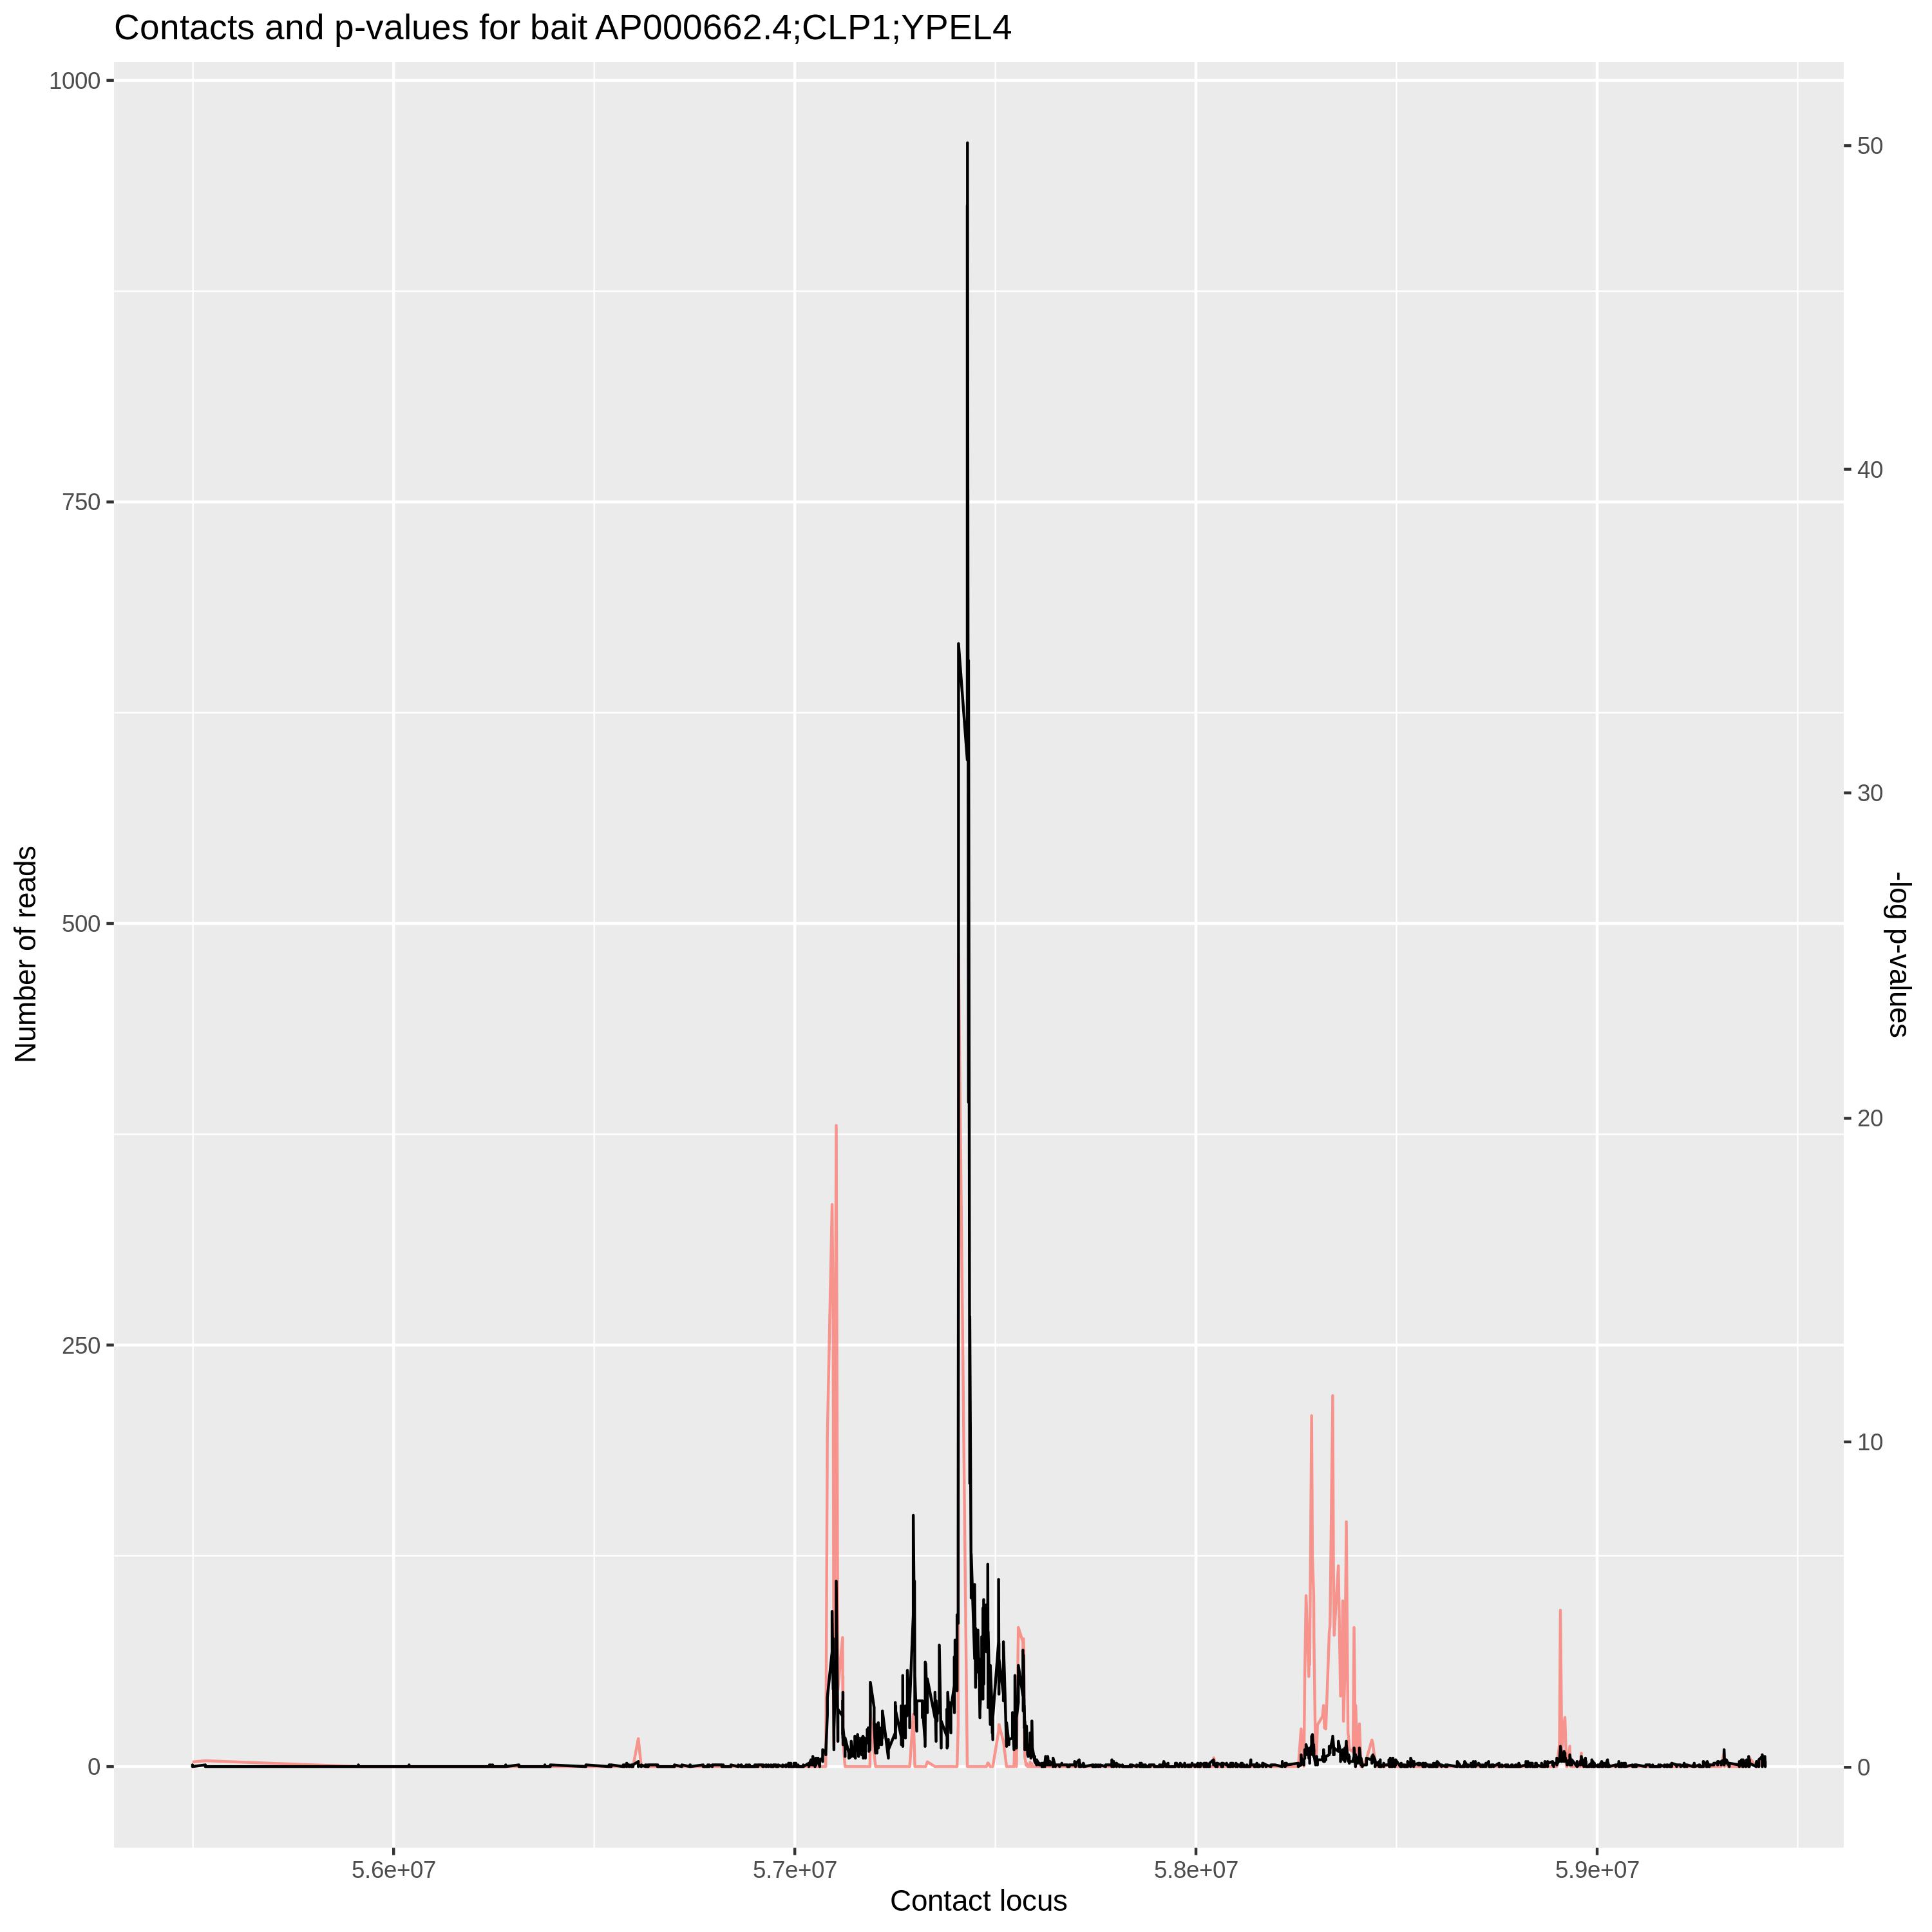 Contacts and p-values for bait AP000662.4;CLP1;YPEL4
1000
750
500
250
0
Number of reads
50
40
30
20
10
0
-log p-values
5.6e+07
5.7e+07
5.8e+07
5.9e+07
Contact locus